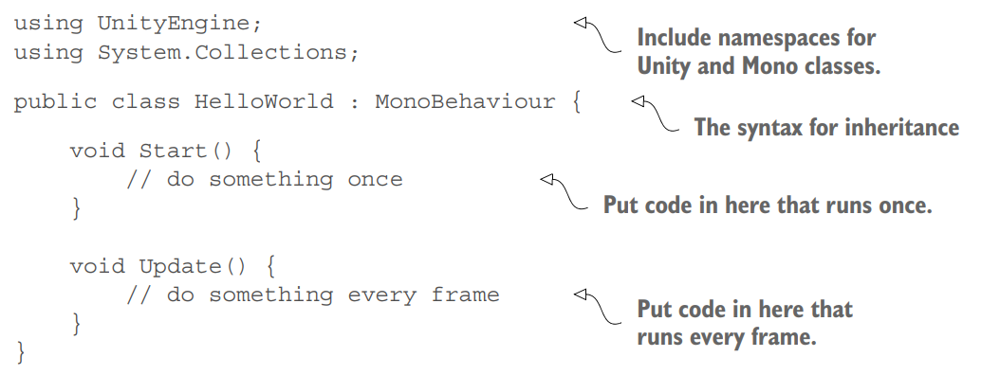 using UnityEngine;
using System.Collections;
Include namespaces for
Unity and Mono classes.
public class HelloWorld : MonoBehaviour {
The syntax for inheritance
void Start() {
// do something once
}
Put code in here that runs once.
void Update() {
// do something every frame
}
Put code in here that
runs every frame.
}